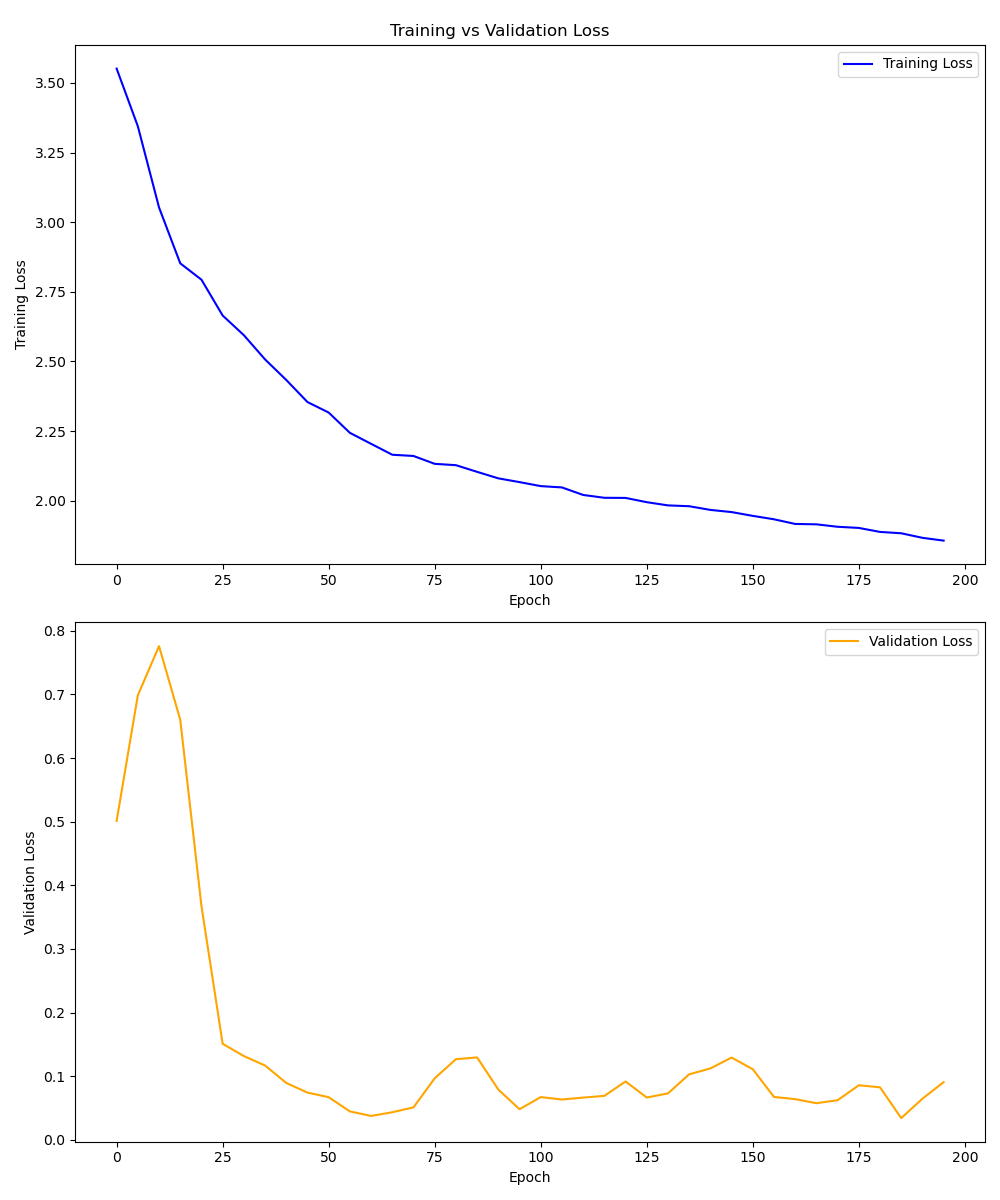 Training vs Validation Loss
Training Loss
3.50
3.25
3.00
2.75
2.50
2.25
2.00
Training Loss
0 25 50 75 100 125 150 175 200
Epoch
Validation Loss
0.8
0.7
0.6
0.5
0.4
0.3
0.2
0.1
0.0
Validation Loss
0 25 50 75 100 125 150 175 200
Epoch